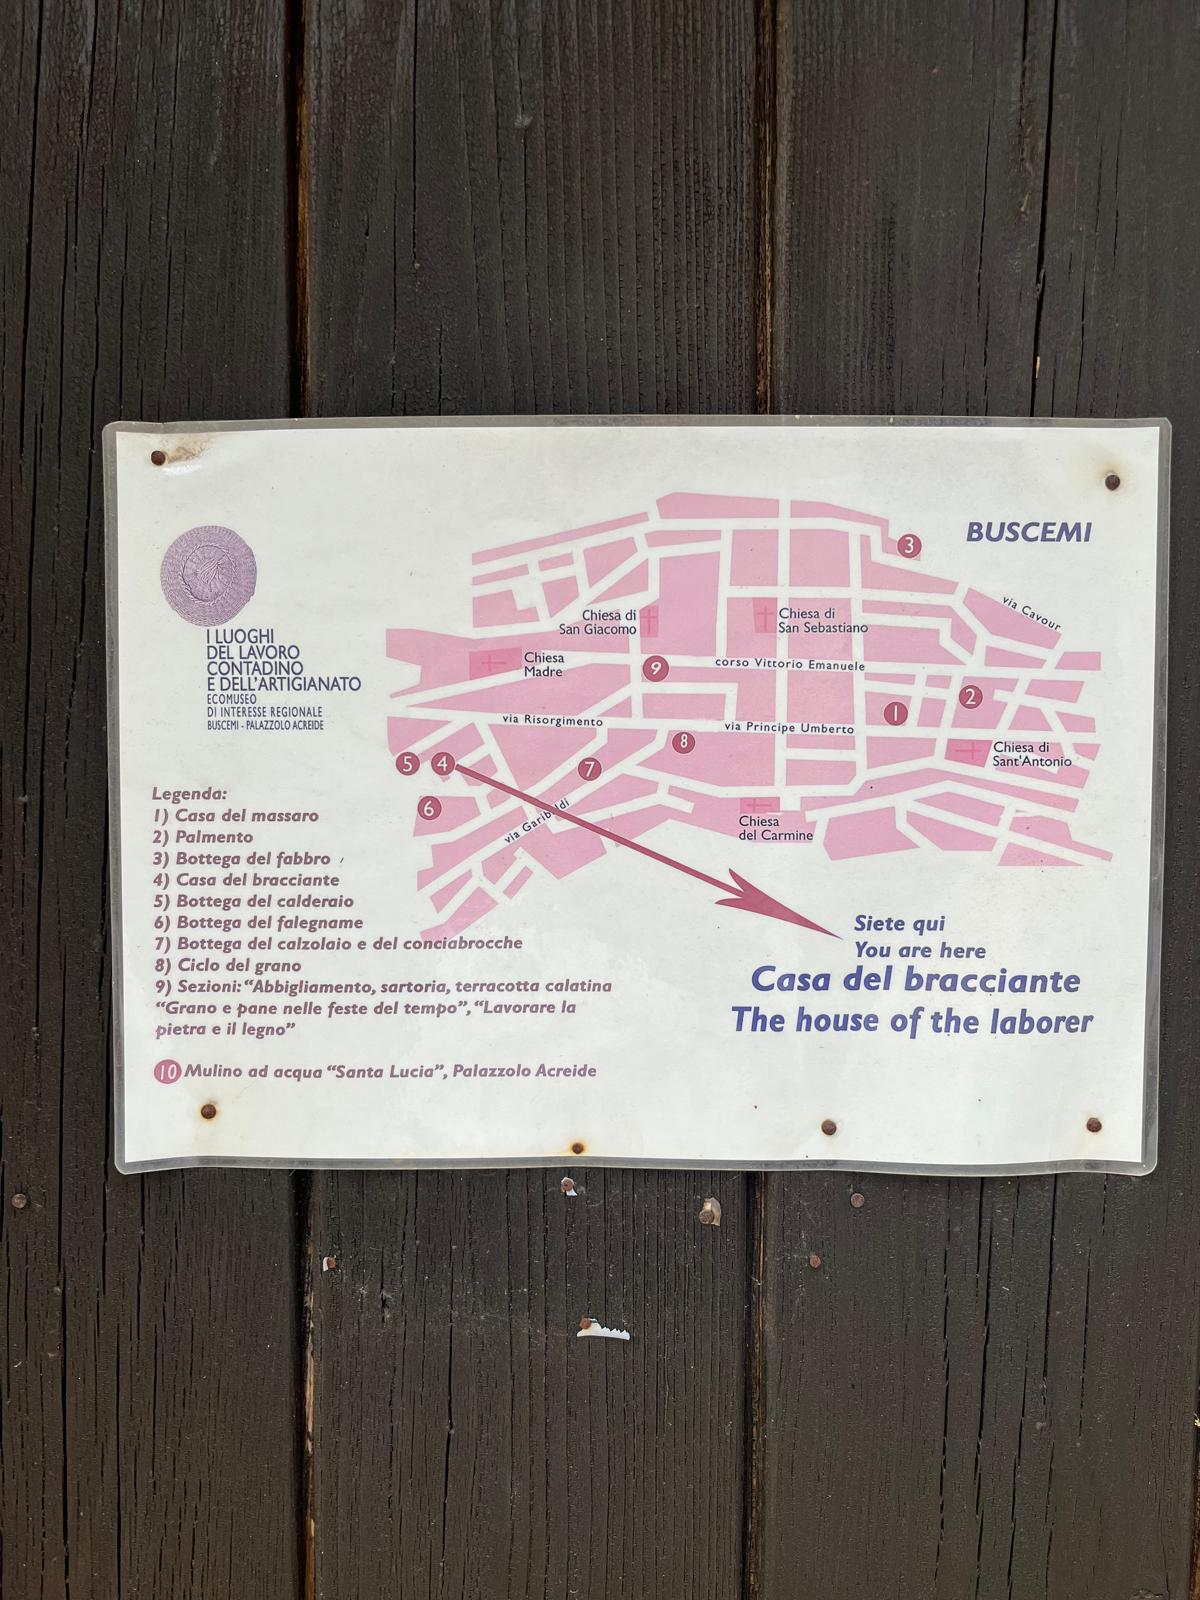 BUSCEMI
I LUOGHI
DEL LAVORO
CONTADINO
E DELL'ARTIGIANATO
ECOMUSEO
DI INTERESSE REGIONALE
BUSCEMI - PALAZZOLO ACREIDE
3
via Cavour
Chiesa di
San Giacomo
Chiesa di
San Sebastiano
Chiesa
Madre
9
corso Vittorio Emanuele
2
1
via Risorgimento
via Principe Umberto
8
Chiesa di
Sant'Antonio
5
4
7
6
via Garibaldi
Chiesa
del Carmine
Legenda:
1) Casa del massaro
2) Palmento
3) Bottega del fabbro
4) Casa del bracciante
5) Bottega del calderaio
6) Bottega del falegname
7) Bottega del calzolaio e del conciabrocche
8) Ciclo del grano
9) Sezioni: “Abbigliamento, sartoria, terracotta calatina
“Grano e pane nelle feste del tempo”, “Lavorare la
pietra e il legno”
10 Mulino ad acqua “Santa Lucia”, Palazzolo Acreide
Siete qui
You are here
Casa del bracciante
The house of the laborer